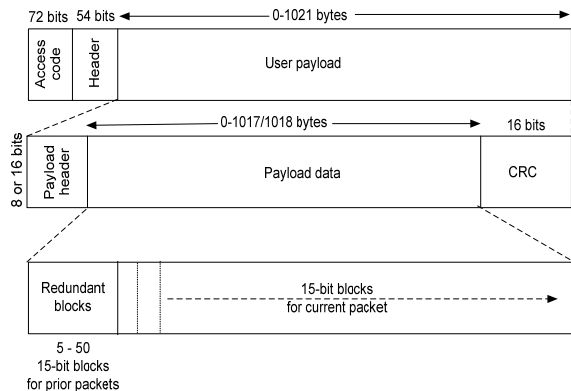 72 bits 54 bits 0-1021 bytes
Access
code
Header
User payload
0-1017/1018 bytes
16 bits
8 or 16 bits
Payload
header
Payload data
CRC
Redundant
blocks
15-bit blocks
for current packet
5 - 50
15-bit blocks
for prior packets